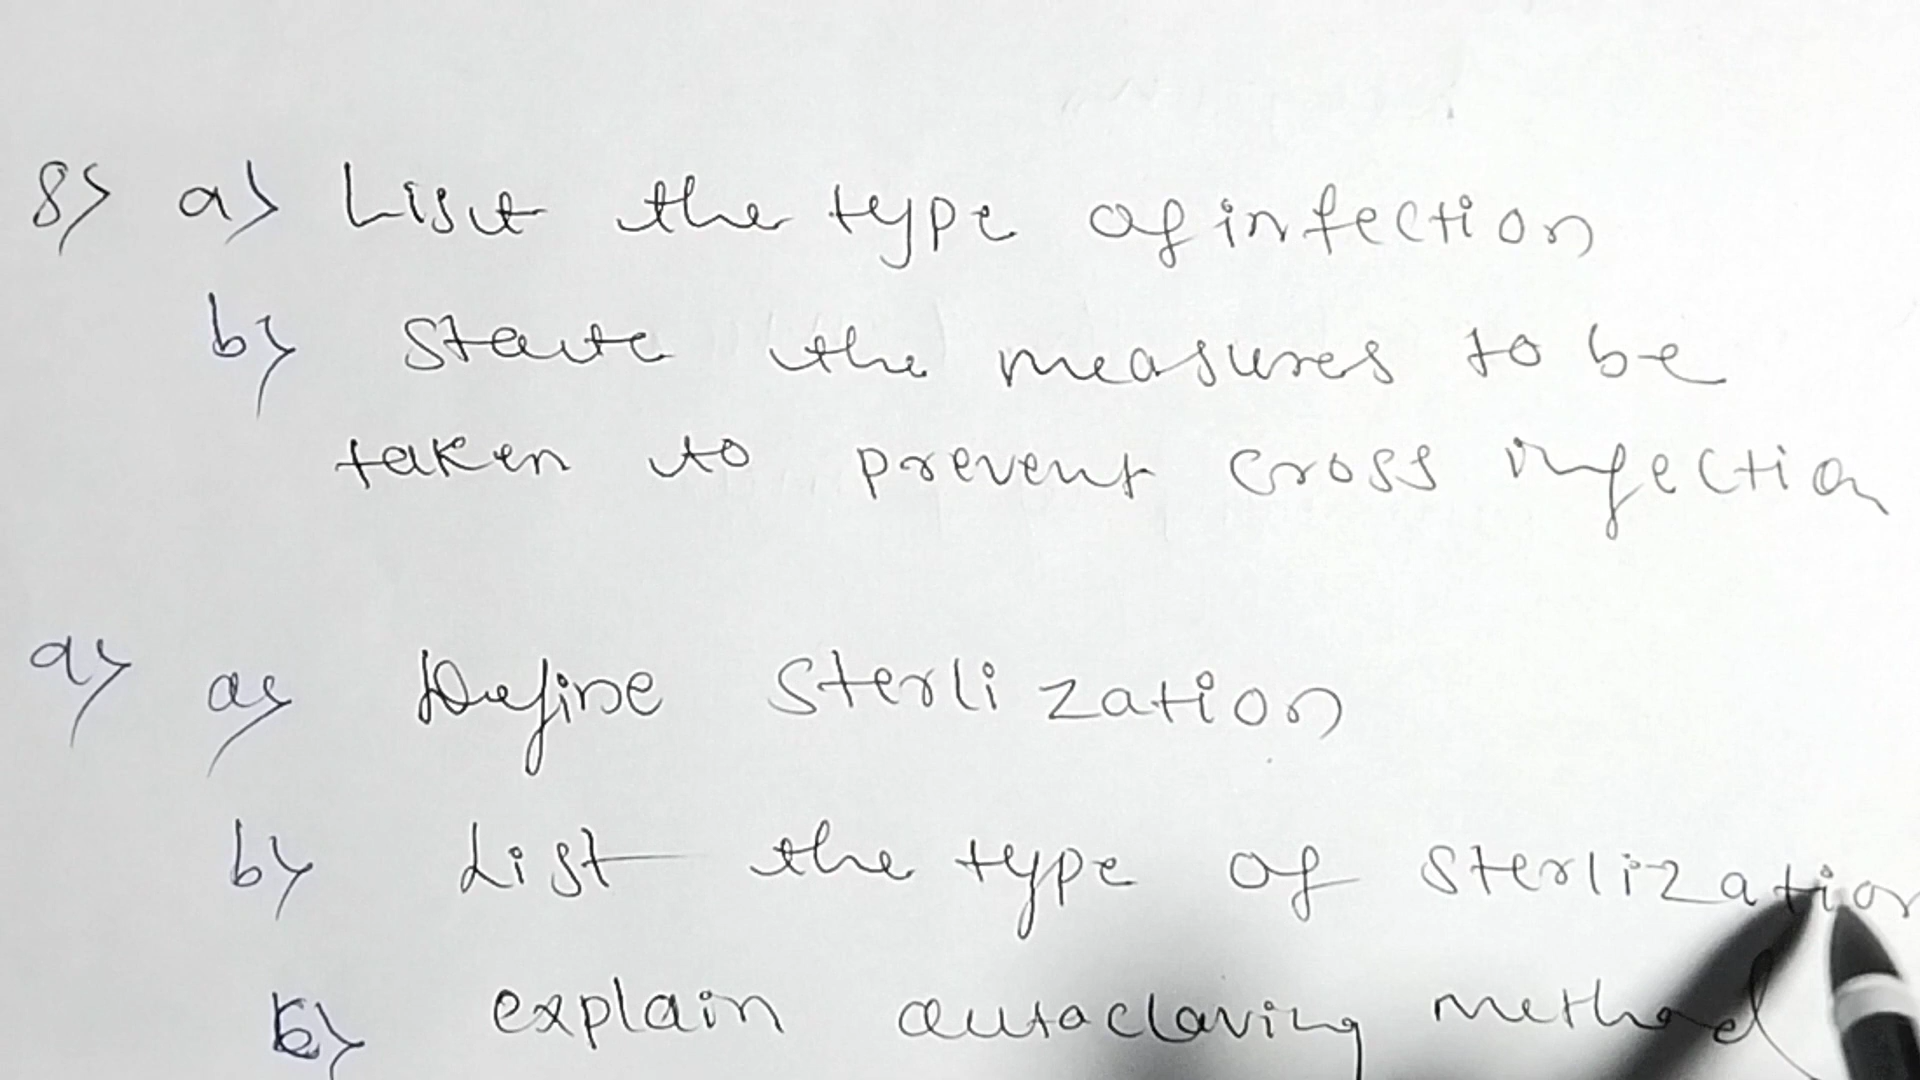 8) a) List the type of infection
b) State the measures to be
taken to prevent cross infection
9) a) Define Sterlization
b) List the type of sterlization
c) explain autoclaving method